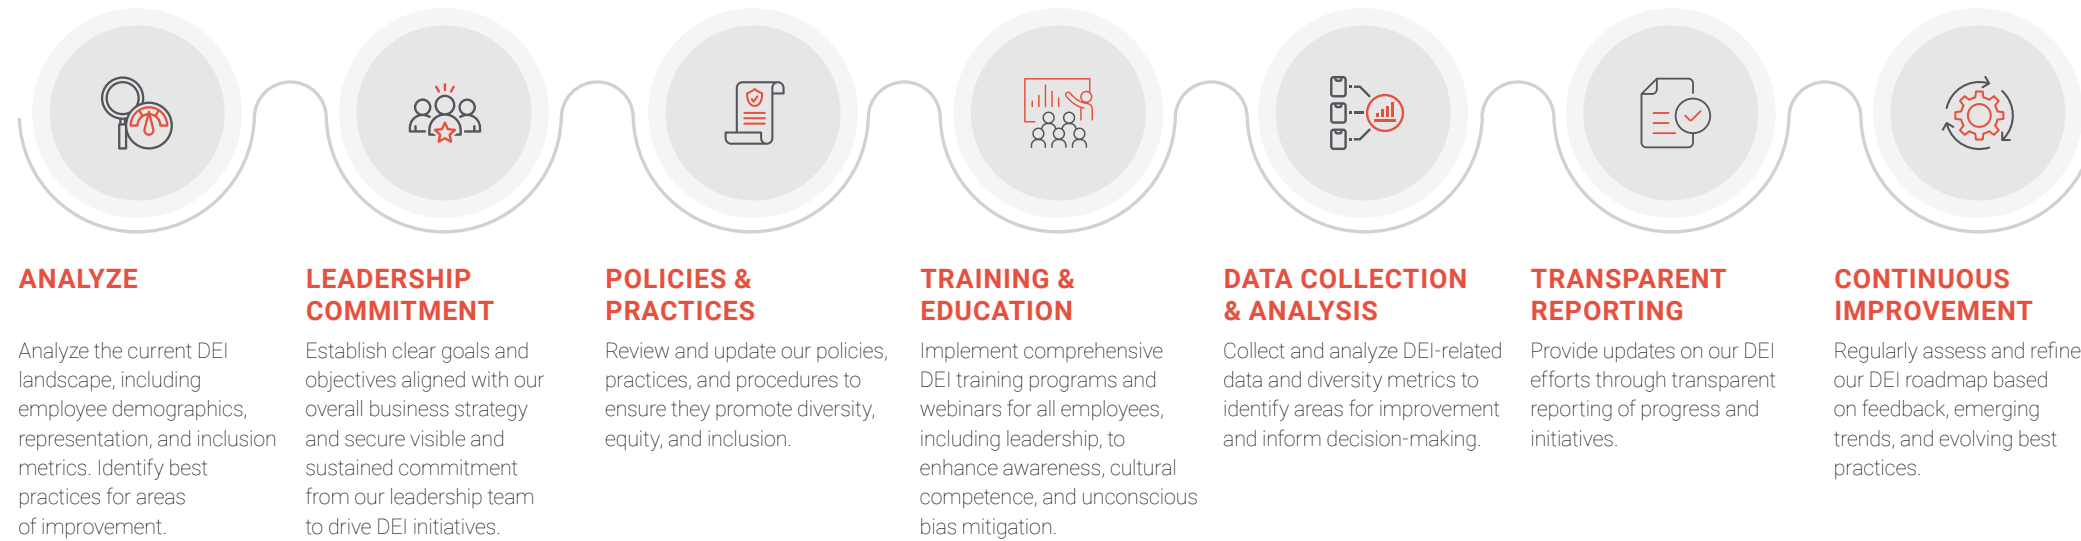 ANALYZE
Analyze the current DEI
landscape, including
employee demographics,
representation, and inclusion
metrics. Identify best
practices for areas
of improvement.
LEADERSHIP
COMMITMENT
Establish clear goals and
objectives aligned with our
overall business strategy
and secure visible and
sustained commitment
from our leadership team
to drive DEI initiatives.
POLICIES &
PRACTICES
Review and update our policies,
practices, and procedures to
ensure they promote diversity,
equity, and inclusion.
TRAINING &
EDUCATION
Implement comprehensive
DEI training programs and
webinars for all employees,
including leadership, to
enhance awareness, cultural
competence, and unconscious
bias mitigation.
DATA COLLECTION
& ANALYSIS
Collect and analyze DEI-related
data and diversity metrics to
identify areas for improvement
and inform decision-making.
TRANSPARENT
REPORTING
Provide updates on our DEI
efforts through transparent
reporting of progress and
initiatives.
CONTINUOUS
IMPROVEMENT
Regularly assess and refine
our DEI roadmap based
on feedback, emerging
trends, and evolving best
practices.